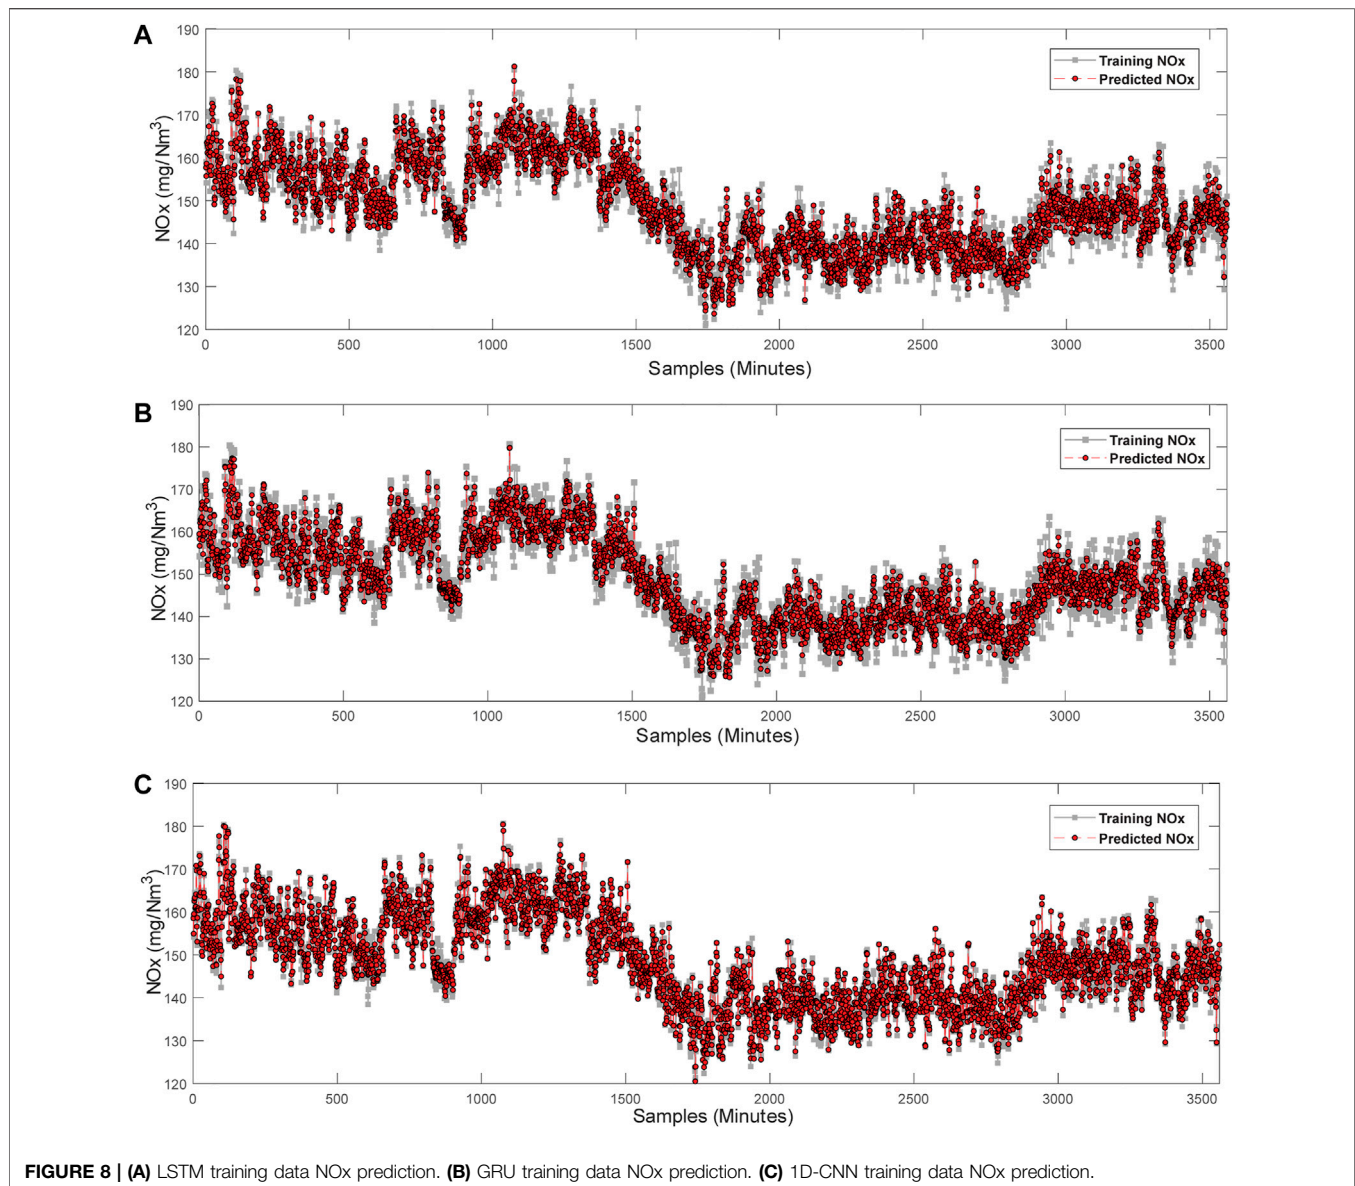 A
190
180
170
160
150
140
130
120
NOx (mg/Nm³)
Training NOx
Predicted NOx
0 500 1000 1500 2000 2500 3000 3500
Samples (Minutes)
B
190
180
170
160
150
140
130
120
NOx (mg/Nm³)
Training NOx
Predicted NOx
0 500 1000 1500 2000 2500 3000 3500
Samples (Minutes)
C
190
180
170
160
150
140
130
120
NOx (mg/Nm³)
Training NOx
Predicted NOx
0 500 1000 1500 2000 2500 3000 3500
Samples (Minutes)
FIGURE 8 | (A) LSTM training data NOx prediction. (B) GRU training data NOx prediction. (C) 1D-CNN training data NOx prediction.